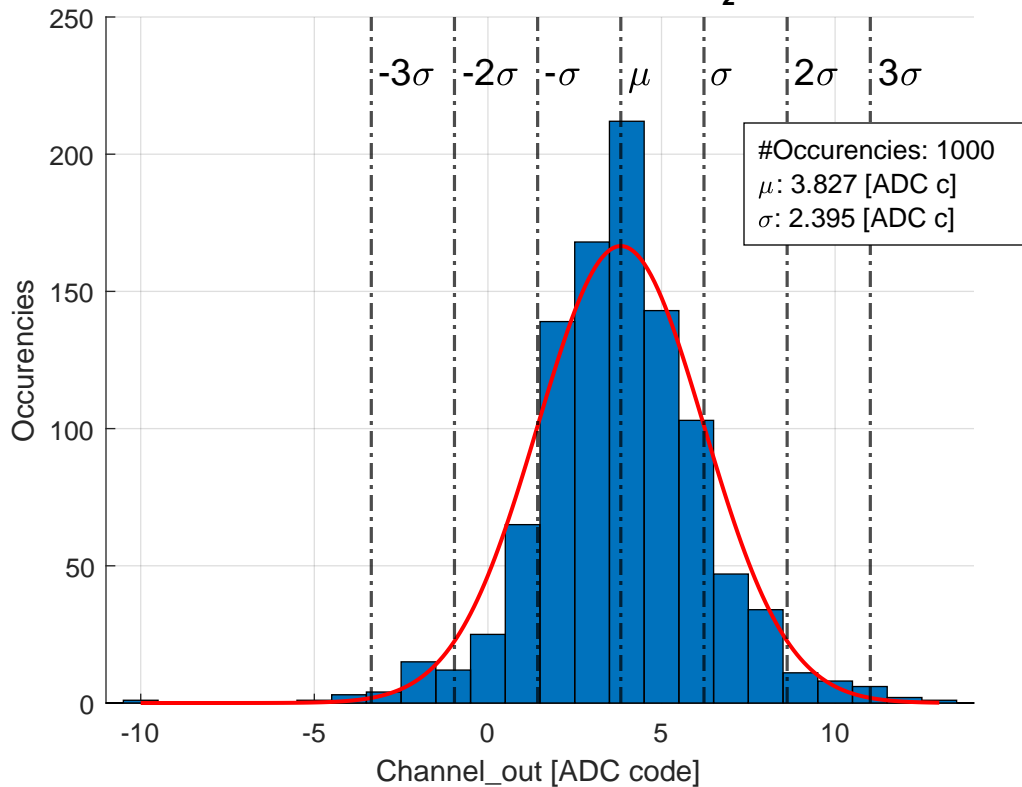 2
250
-3σ -2σ -σ μ σ 2σ 3σ
#Occurencies: 1000
μ: 3.827 [ADC c]
σ: 2.395 [ADC c]
200
150
100
50
0
Occurencies
-10 -5 0 5 10
Channel_out [ADC code]